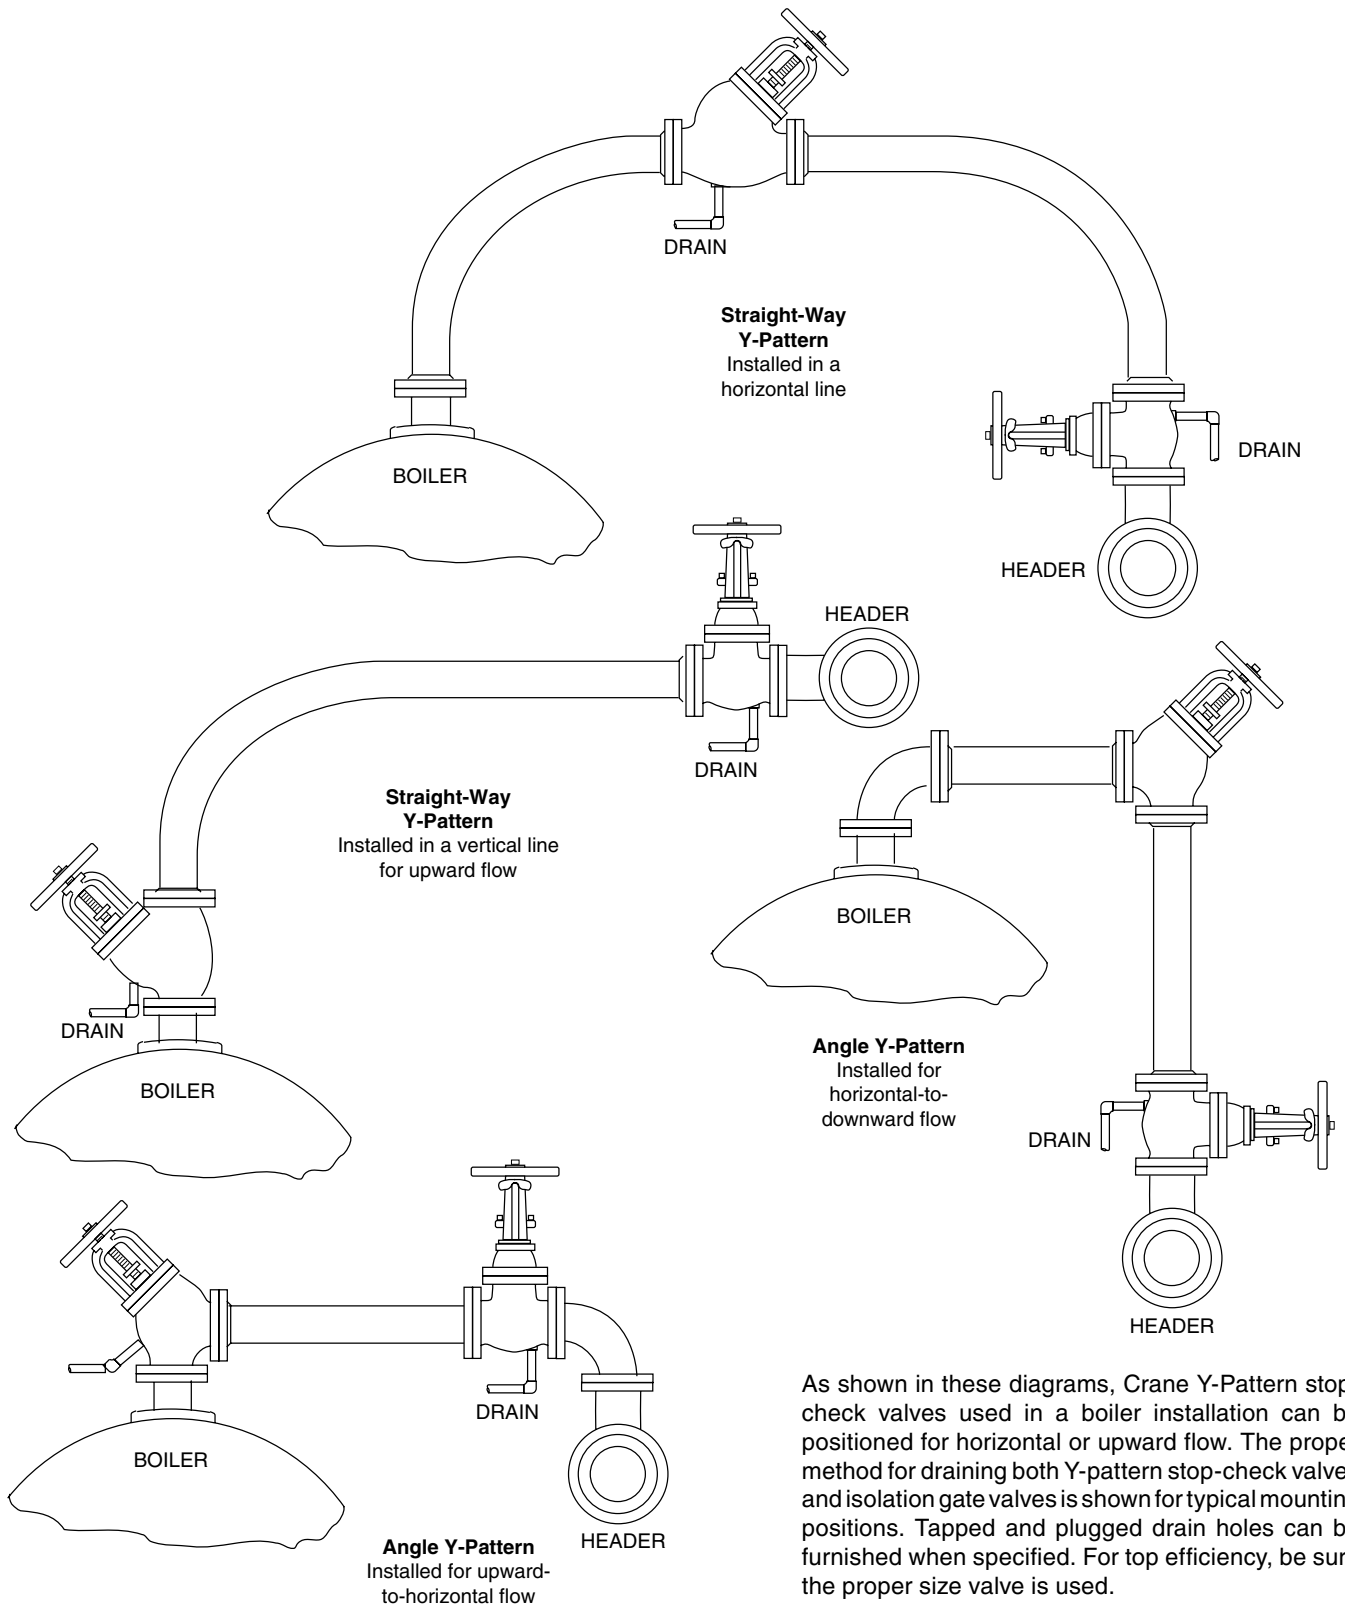 DRAIN
Straight-Way
Y-Pattern
Installed in a
horizontal line
BOILER
DRAIN
HEADER
HEADER
DRAIN
Straight-Way
Y-Pattern
Installed in a vertical line
for upward flow
BOILER
DRAIN
BOILER
Angle Y-Pattern
Installed for
horizontal-to-
downward flow
DRAIN
HEADER
DRAIN
BOILER
HEADER
Angle Y-Pattern
Installed for upward-
to-horizontal flow
As shown in these diagrams, Crane Y-Pattern stop
check valves used in a boiler installation can b
positioned for horizontal or upward flow. The prope
method for draining both Y-pattern stop-check valve
and isolation gate valves is shown for typical mountin
positions. Tapped and plugged drain holes can b
furnished when specified. For top efficiency, be sur
the proper size valve is used.